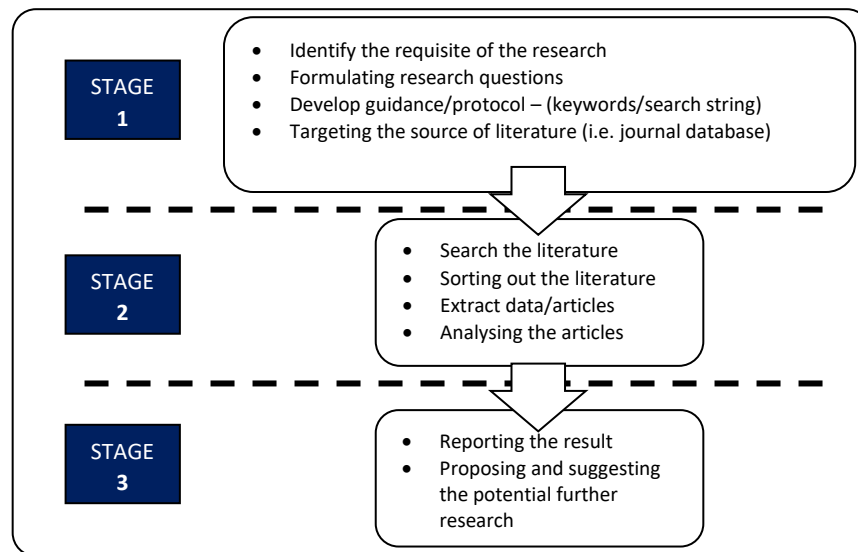 STAGE
1
• Identify the requisite of the research
• Formulating research questions
• Develop guidance/protocol – (keywords/search string)
• Targeting the source of literature (i.e. journal database)
STAGE
2
• Search the literature
• Sorting out the literature
• Extract data/articles
• Analysing the articles
STAGE
3
• Reporting the result
• Proposing and suggesting
the potential further
research